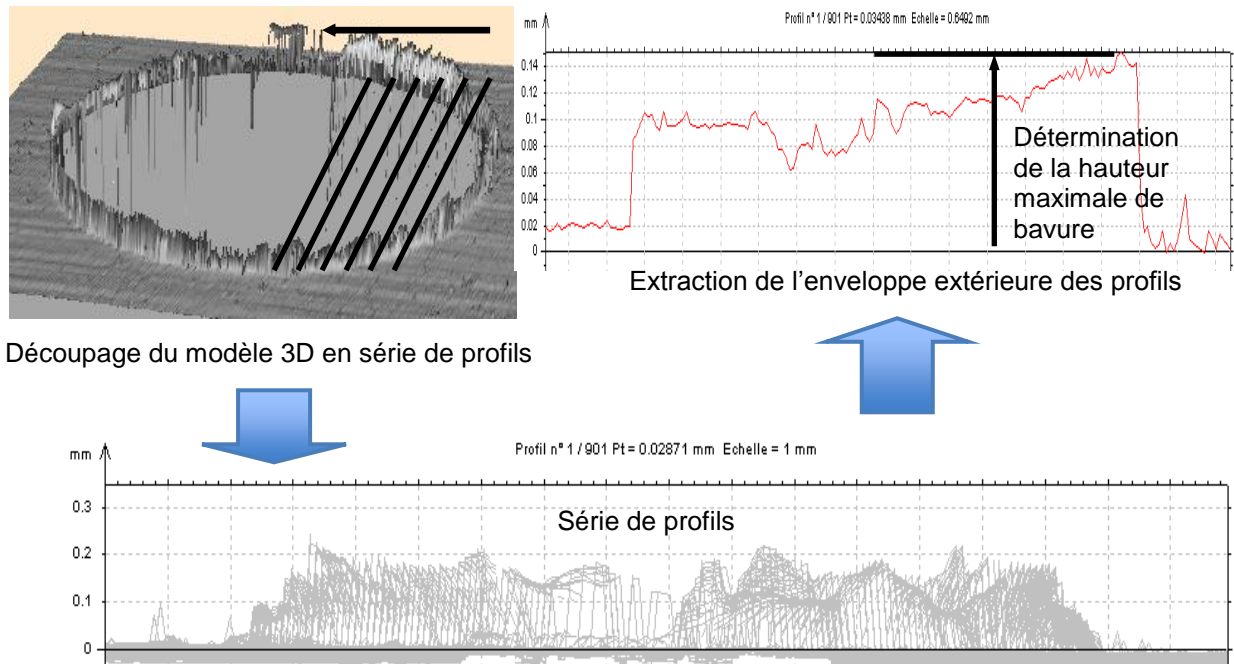 Profil n° 1 / 901 Pt = 0.03438 mm Echelle = 0.6492 mm
mm
0.14
0.12
0.1
0.08
0.06
0.04
0.02
0
Détermination
de la hauteur
maximale de
bavure
Extraction de l’enveloppe extérieure des profils
Découpage du modèle 3D en série de profils
Profil n° 1 / 901 Pt = 0.02871 mm Echelle = 1 mm
mm
0.3
0.2
0.1
0
Série de profils